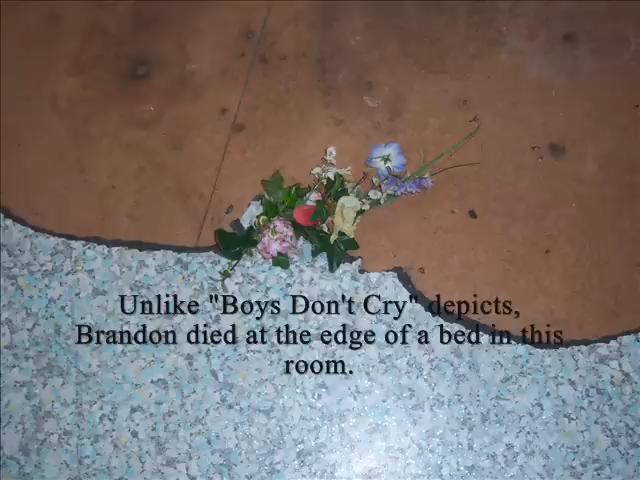 Unlike "Boys Don't Cry" depicts,
Brandon died at the edge of a bed in this
room.